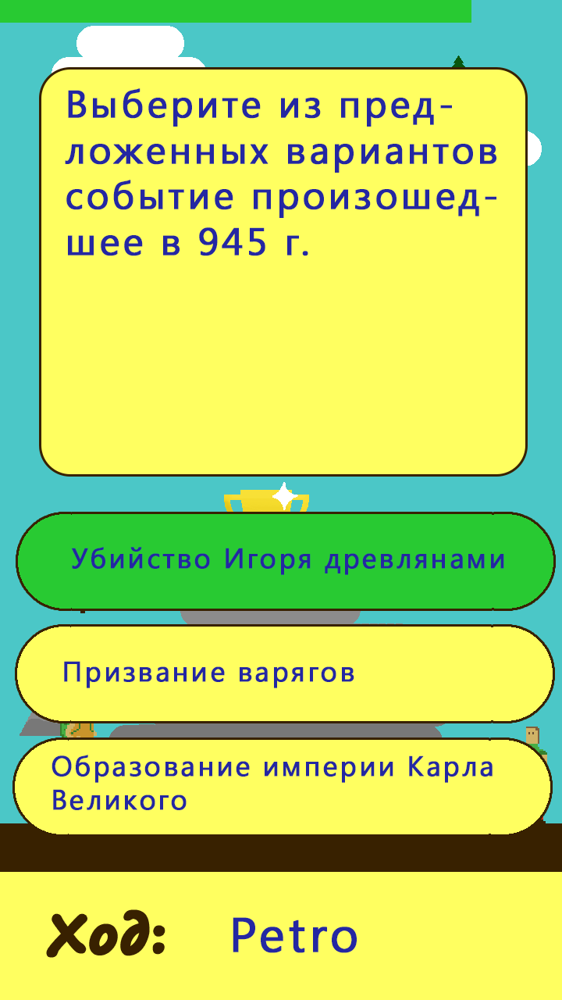 Выберите из пред-
ложенных вариантов
событие произошед-
шее в 945 г.
Убийство Игоря древлянами
Призвание варягов
Образование империи Карла
Великого
Ход: Petro